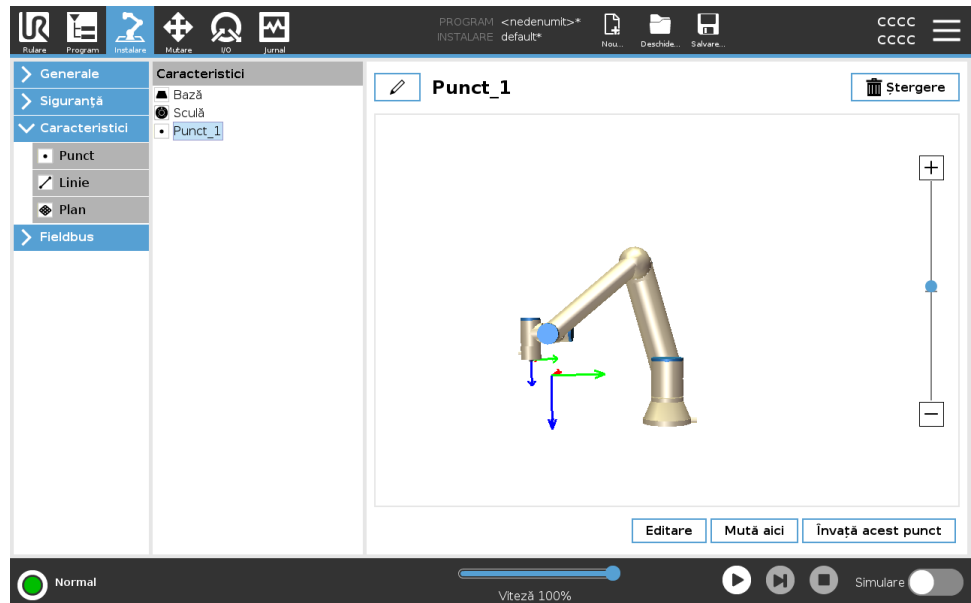 PROGRAM <nedenumit>*
INSTALARE default*
CCCC
CCCC
Rulare Program Instalare Mutare I/O Jurnal Nou... Deschide... Salvare...
Generale
Siguranță
Caracteristici
Punct
Linie
Plan
Fieldbus
Caracteristici
Bază
Sculă
Punct_1
Punct_1
Ștergere
Editare Mută aici Învață acest punct
Normal
Viteză 100%
Simulare